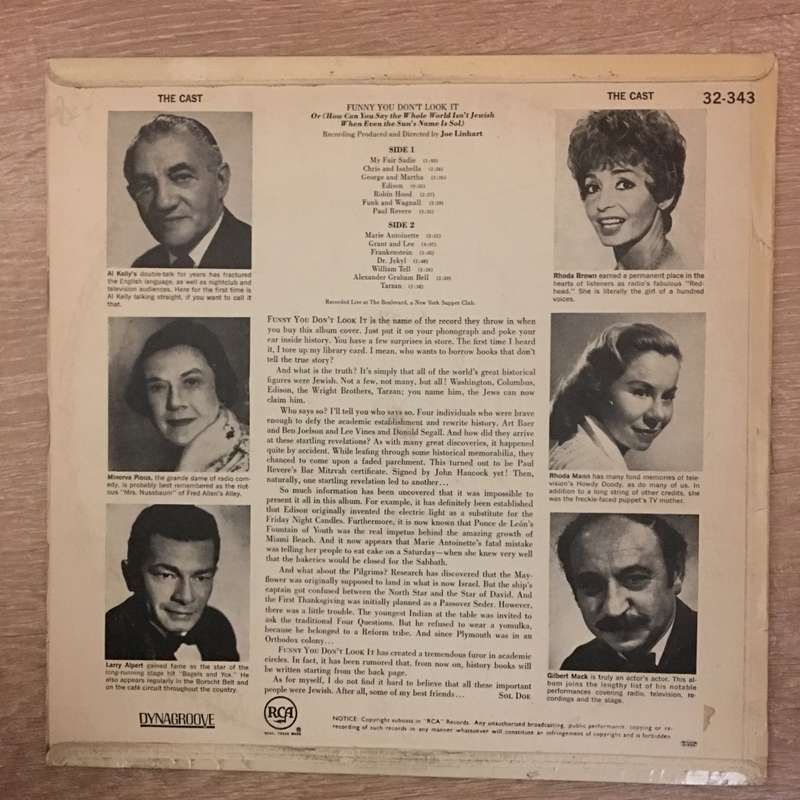 THE CAST
FUNNY YOU DON'T LOOK IT
Or (How Can You Say the Whole World Isn't Jewish
When Even the Sun's Name Is Sol)
Recording Produced and Directed by Joe Linhart
THE CAST
32-343
SIDE 1
My Fair Sadie
Chris and Isabella
George and Martha
Edison
Robin Hood
Funk and Wagnall
Paul Revere
SIDE 2
Marie Antoinette
Grant and Lee
Frankenstein
Dr. Jekyl
William Tell
Alexander Graham Bell
Tarzan
Recorded Live at The Boulevard, a New York Supper Club
Al Kelly's double-talk for years has fractured
the English language, as well as nightclub and
television audiences. Here for the first time is
Al Kelly talking straight, if you want to call it
that.
Rhoda Brown earned a permanent place in the
hearts of listeners as radio's fabulous "Red-
head." She is literally the girl of a hundred
voices.
Minerva Pious, the grande dame of radio com-
edy, is probably best remembered as the riot-
ous "Mrs. Nussbaum" of Fred Allen's Alley.
Rhoda Mann has many fond memories of tele-
vision's Howdy Doody, as do many of us. In
addition to a long string of other credits, she
was the freckle-faced puppet's TV mother.
Larry Alpert gained fame as the star of the
long-running stage hit "Bagels and Yox." He
also appears regularly in the Borscht Belt and
on the café circuit throughout the country.
Gilbert Mack is truly an actor's actor. This al-
bum joins the lengthy list of his notable
performances covering radio, television, re-
cordings and the stage.
FUNNY YOU DON'T LOOK IT is the name of the record they throw in when
you buy this album cover. Just put it on your phonograph and poke your
ear inside history. You have a few surprises in store. The first time I heard
it, I tore up my library card. I mean, who wants to borrow books that don't
tell the true story?
And what is the truth? It's simply that all of the world's great historical
figures were Jewish. Not a few, not many, but all! Washington, Columbus,
Edison, the Wright Brothers, Tarzan; you name him, the Jews can now
claim him.
Who says so? I'll tell you who says so. Four individuals who were brave
enough to defy the academic establishment and rewrite history. Art Baer
and Ben Joelson and Lee Vines and Donald Segall. And how did they arrive
at these startling revelations? As with many great discoveries, it happened
quite by accident. While leafing through some historical memorabilia, they
chanced to come upon a faded parchment. This turned out to be Paul
Revere's Bar Mitzvah certificate. Signed by John Hancock yet! Then,
naturally, one startling revelation led to another...
So much information has been uncovered that it was impossible to
present it all in this album. For example, it has definitely been established
that Edison originally invented the electric light as a substitute for the
Friday Night Candles. Furthermore, it is now known that Ponce de León's
Fountain of Youth was the real impetus behind the amazing growth of
Miami Beach. And it now appears that Marie Antoinette's fatal mistake
was telling her people to eat cake on a Saturday—when she knew very well
that the bakeries would be closed for the Sabbath.
And what about the Pilgrims? Research has discovered that the May-
flower was originally supposed to land in what is now Israel. But the ship's
captain got confused between the North Star and the Star of David. And
the First Thanksgiving was initially planned as a Passover Seder. However,
there was a little trouble. The youngest Indian at the table was invited to
ask the traditional Four Questions. But he refused to wear a yomulka,
because he belonged to a Reform tribe. And since Plymouth was in an
Orthodox colony...
FUNNY YOU DON'T LOOK IT has created a tremendous furor in academic
circles. In fact, it has been rumored that, from now on, history books will
be written starting from the back page.
As for myself, I do not find it hard to believe that all these important
people were Jewish. After all, some of my best friends... SOL DOE
DYNAGROOVE
RCA
NOTICE: Copyright subsists in "RCA" Records. Any unauthorised broadcasting, public performance, copying or re-
recording of such records in any manner whatsoever will constitute an infringement of copyright and is forbidden.